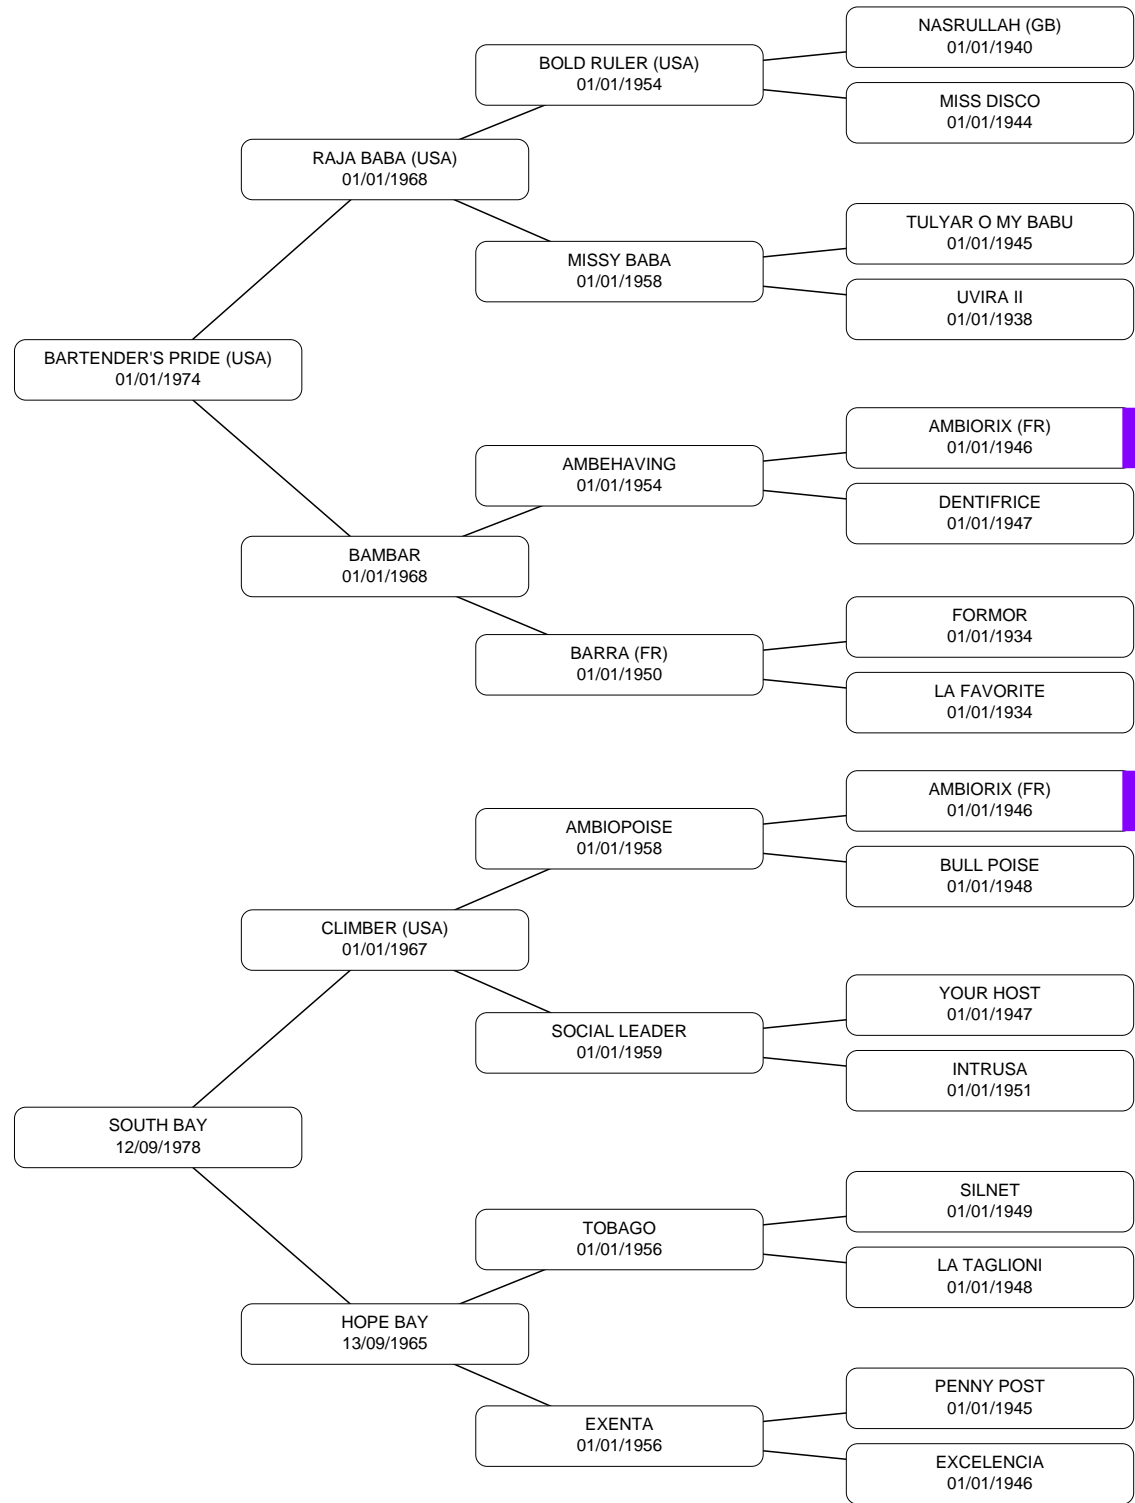 NASRULLAH (GB)
01/01/1940
BOLD RULER (USA)
01/01/1954
MISS DISCO
01/01/1944
RAJA BABA (USA)
01/01/1968
TULYAR O MY BABU
01/01/1945
MISSY BABA
01/01/1958
UVIRA II
01/01/1938
BARTENDER'S PRIDE (USA)
01/01/1974
AMBIORIX (FR)
01/01/1946
AMBEHAVING
01/01/1954
DENTIFRICE
01/01/1947
BAMBAR
01/01/1968
FORMOR
01/01/1934
BARRA (FR)
01/01/1950
LA FAVORITE
01/01/1934
AMBIORIX (FR)
01/01/1946
AMBIOPOISE
01/01/1958
BULL POISE
01/01/1948
CLIMBER (USA)
01/01/1967
YOUR HOST
01/01/1947
SOCIAL LEADER
01/01/1959
INTRUSA
01/01/1951
SOUTH BAY
12/09/1978
SILNET
01/01/1949
TOBAGO
01/01/1956
LA TAGLIONI
01/01/1948
HOPE BAY
13/09/1965
PENNY POST
01/01/1945
EXENTA
01/01/1956
EXCELENCIA
01/01/1946